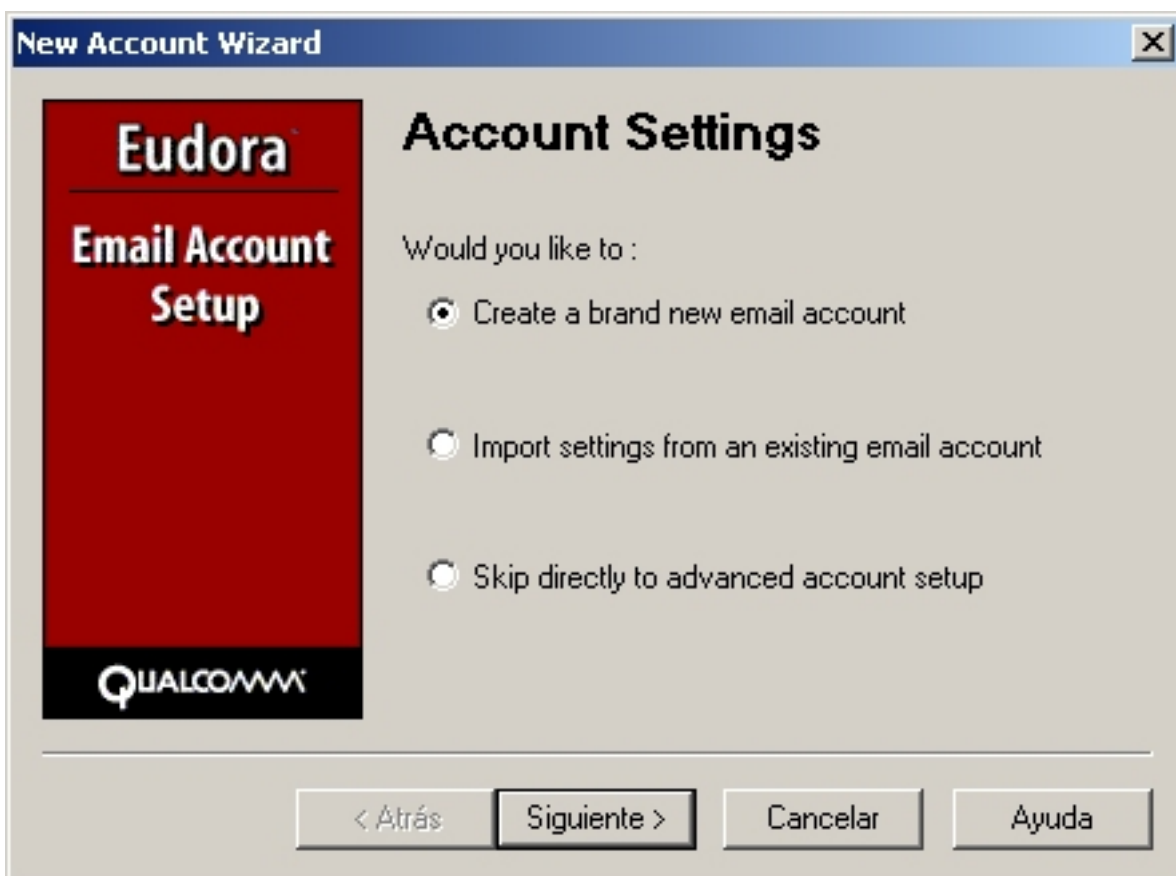 New Account Wizard
Eudora
Email Account
Setup
QUALCOMM
Account Settings
Would you like to :
Create a brand new email account
Import settings from an existing email account
Skip directly to advanced account setup
< Atrás
Siguiente >
Cancelar
Ayuda